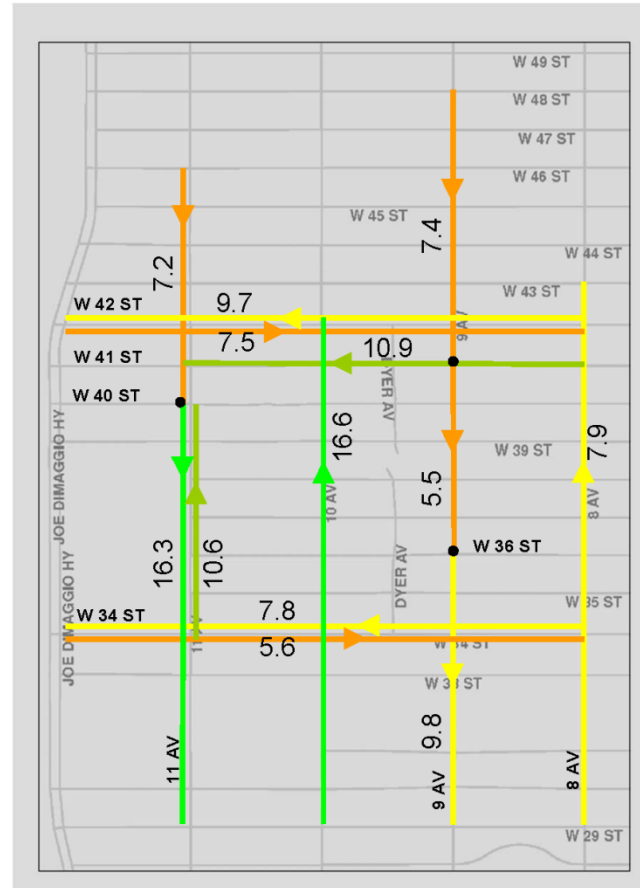 W 49 ST
W 48 ST
W 47 ST
W 46 ST
W 45 ST
7.4
W 44 ST
7.2
W 43 ST
W 42 ST
9.7
9 AV
7.5
W 41 ST
10.9
DYER AV
W 40 ST
16.6
7.9
JOE DIMAGGIO HY
W 39 ST
5.5
10 AV
8 AV
16.3
10.6
W 36 ST
DYER AV
JOE DIMAGGIO HY
W 34 ST
7.8
W 35 ST
5.6
W 34 ST
W 33 ST
9.8
11 AV
9 AV
8 AV
W 29 ST